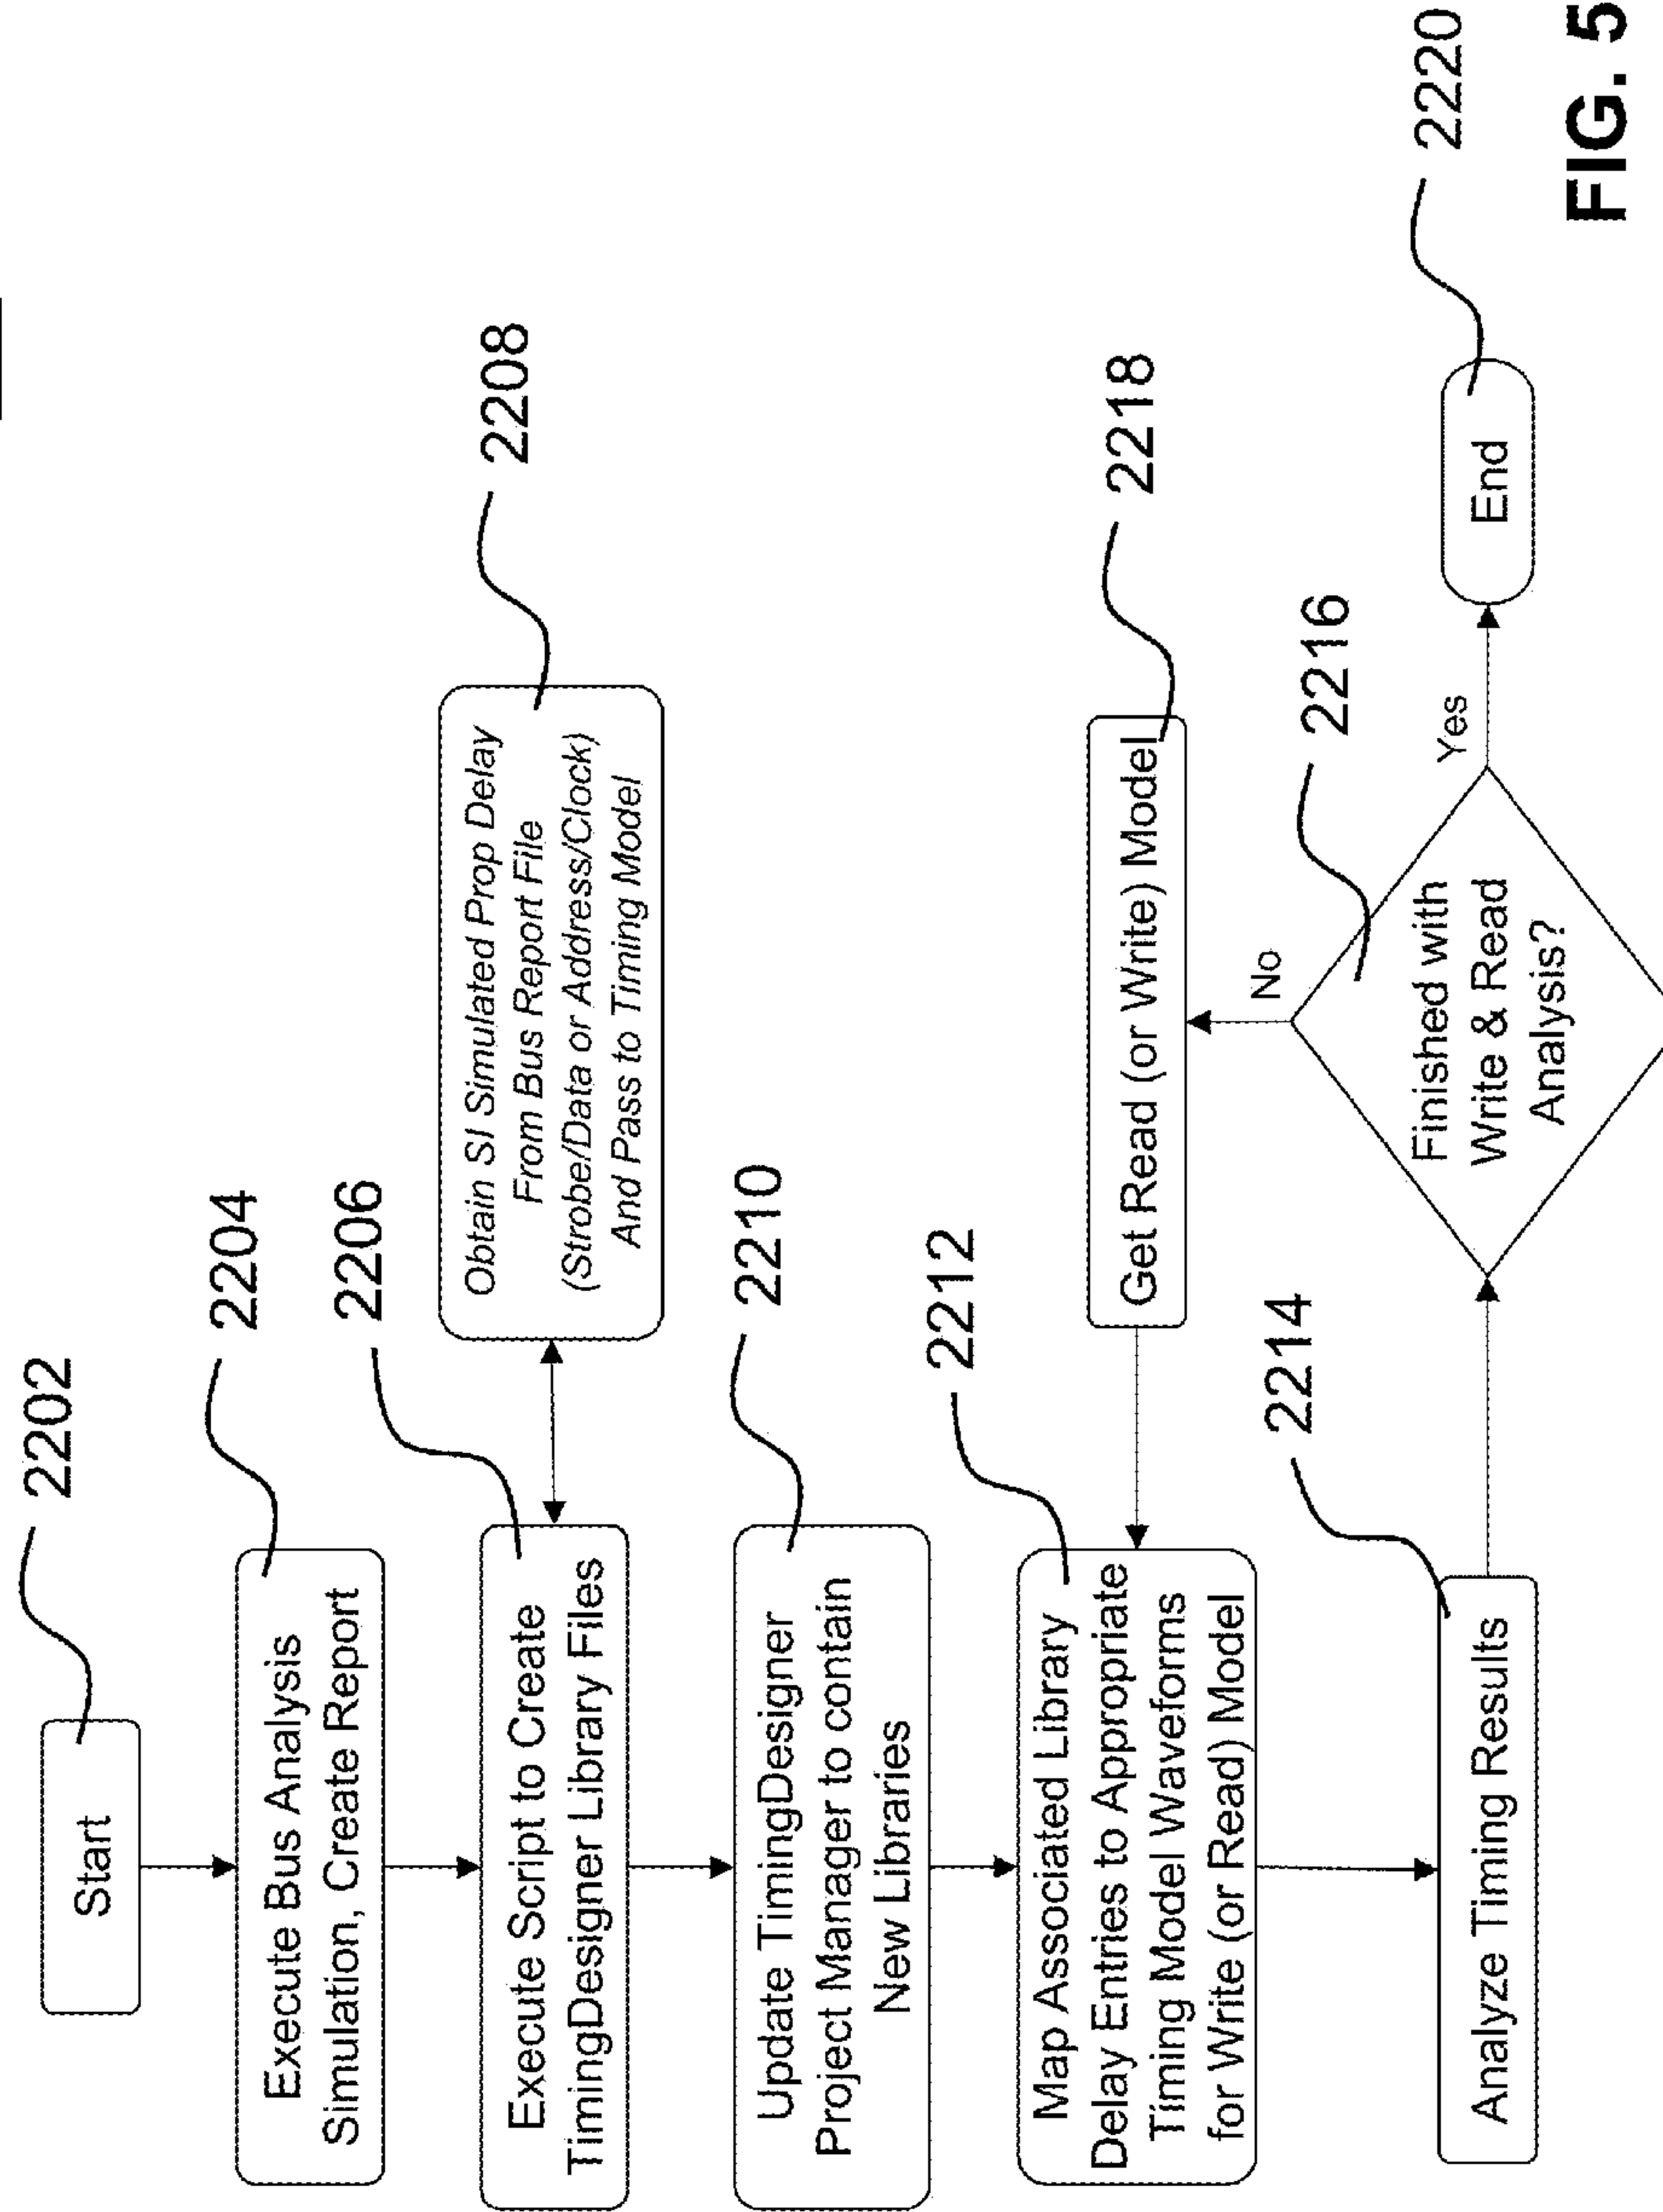 2202
Start
2204
Execute Bus Analysis
Simulation, Create Report
2206
Execute Script to Create
TimingDesigner Library Files
2208
Obtain SI Simulated Prop Delay
From Bus Report File
(Strobe/Data or Address/Clock)
And Pass to Timing Model
2210
Update TimingDesigner
Project Manager to contain
New Libraries
2212
Map Associated Library
Delay Entries to Appropriate
Timing Model Waveforms
for Write (or Read) Model
2218
Get Read (or Write) Model
2214
Analyze Timing Results
2216
No
Finished with
Write & Read
Analysis?
Yes
End
2220
FIG. 5